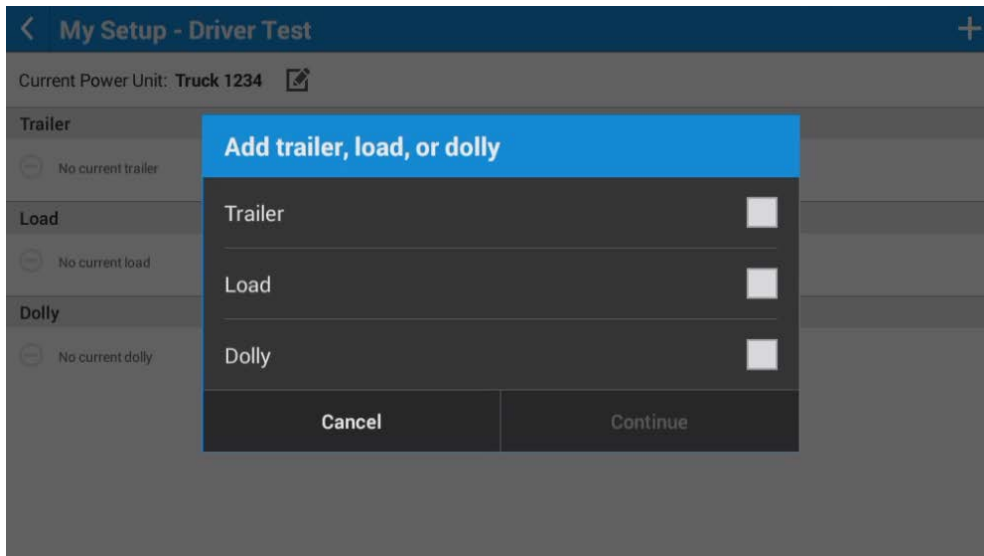 My Setup - Driver Test
Current Power Unit: Truck 1234
Trailer
No current trailer
Load
No current load
Dolly
No current dolly
Add trailer, load, or dolly
Trailer
Load
Dolly
Cancel
Continue